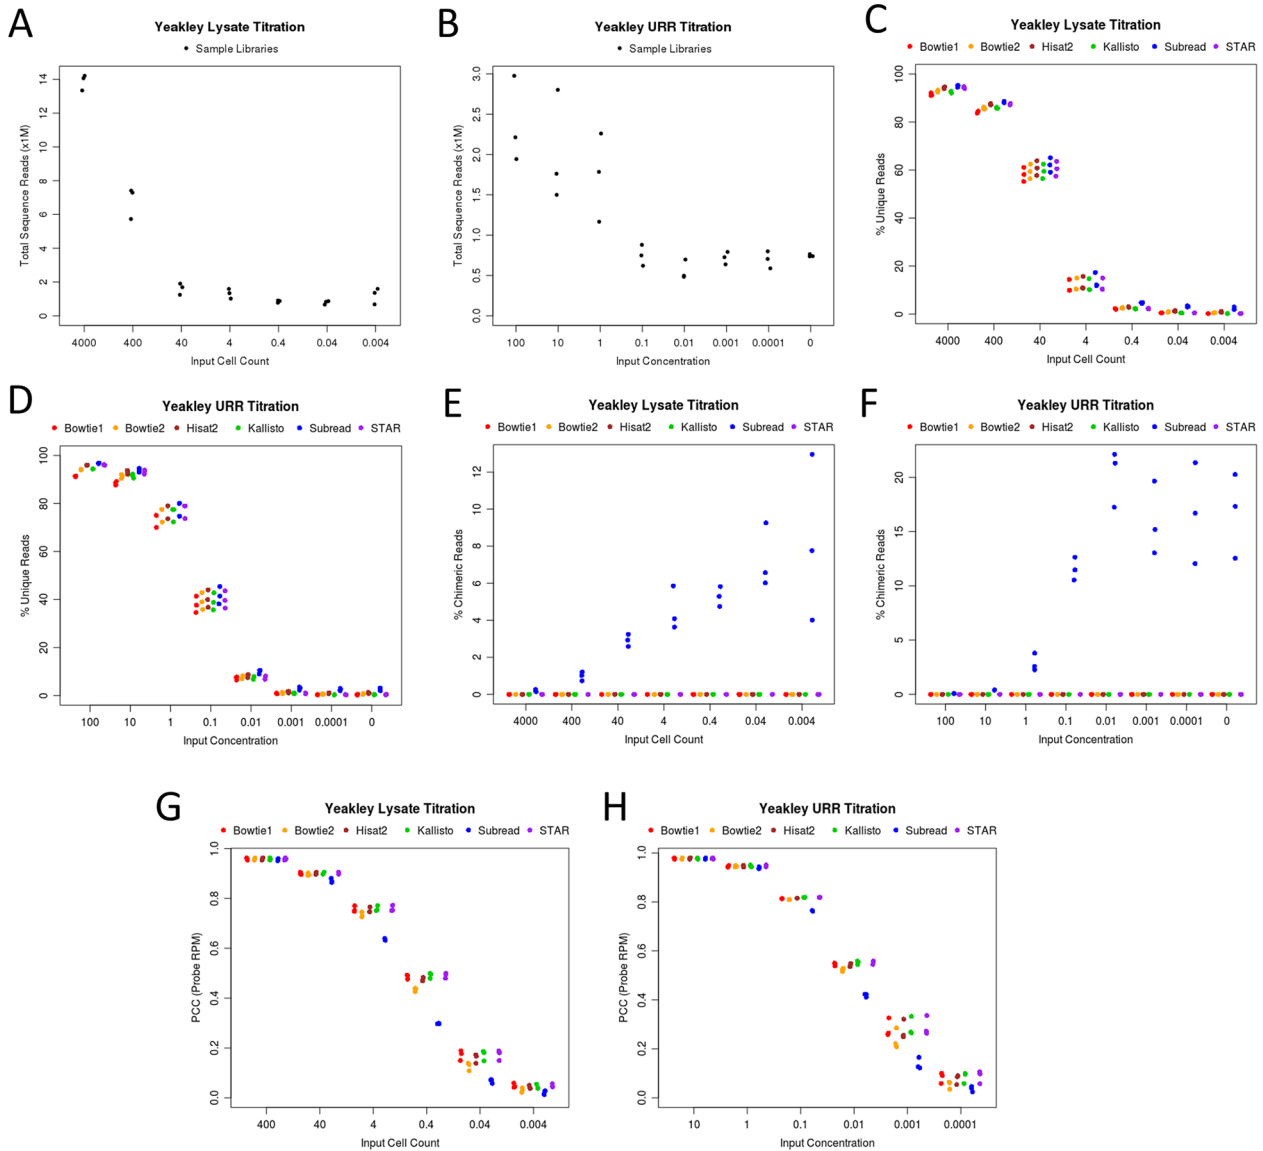 A
Yeakley Lysate Titration
Sample Libraries
Total Sequence Reads (x1M)
14
12
10
8
6
4
2
0
4000 400 40 4 0.4 0.04 0.004
Input Cell Count
B
Yeakley URR Titration
Sample Libraries
Total Sequence Reads (x1M)
3.0
2.5
2.0
1.5
1.0
0.5
0.0
100 10 1 0.1 0.01 0.001 0.0001 0
Input Concentration
C
Yeakley Lysate Titration
Bowtie1 Bowtie2 Hisat2 Kallisto Subread STAR
% Unique Reads
100
80
60
40
20
0
4000 400 40 4 0.4 0.04 0.004
Input Cell Count
D
Yeakley URR Titration
Bowtie1 Bowtie2 Hisat2 Kallisto Subread STAR
% Unique Reads
100
80
60
40
20
0
100 10 1 0.1 0.01 0.001 0.0001 0
Input Concentration
E
Yeakley Lysate Titration
Bowtie1 Bowtie2 Hisat2 Kallisto Subread STAR
% Chimeric Reads
12
10
8
6
4
2
0
4000 400 40 4 0.4 0.04 0.004
Input Cell Count
F
Yeakley URR Titration
Bowtie1 Bowtie2 Hisat2 Kallisto Subread STAR
% Chimeric Reads
20
15
10
5
0
100 10 1 0.1 0.01 0.001 0.0001 0
Input Concentration
G
Yeakley Lysate Titration
Bowtie1 Bowtie2 Hisat2 Kallisto Subread STAR
PCC (Probe RPM)
1.0
0.8
0.6
0.4
0.2
0.0
400 40 4 0.4 0.04 0.004
Input Cell Count
H
Yeakley URR Titration
Bowtie1 Bowtie2 Hisat2 Kallisto Subread STAR
PCC (Probe RPM)
1.0
0.8
0.6
0.4
0.2
0.0
10 1 0.1 0.01 0.001 0.0001
Input Concentration